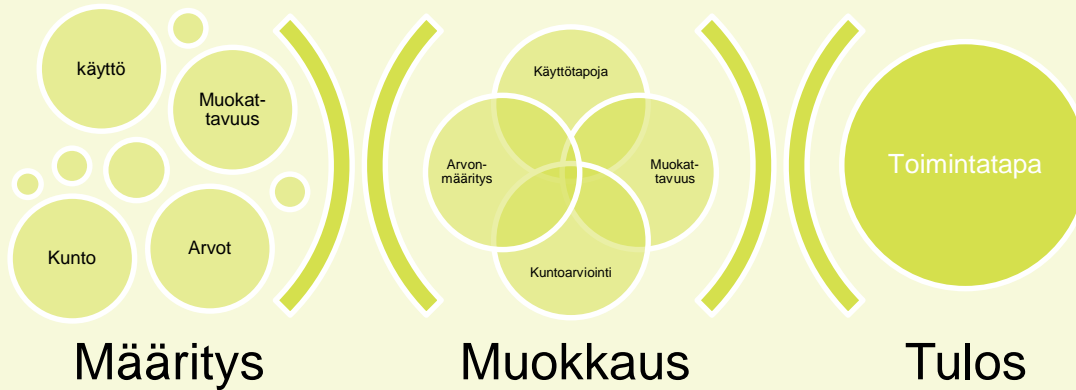 käyttö
Muokat-
tavuus
Kunto
Arvot
Määritys
Käyttötapoja
Arvon-
määritys
Muokat-
tavuus
Kuntoarviointi
Muokkaus
Toimintatapa
Tulos